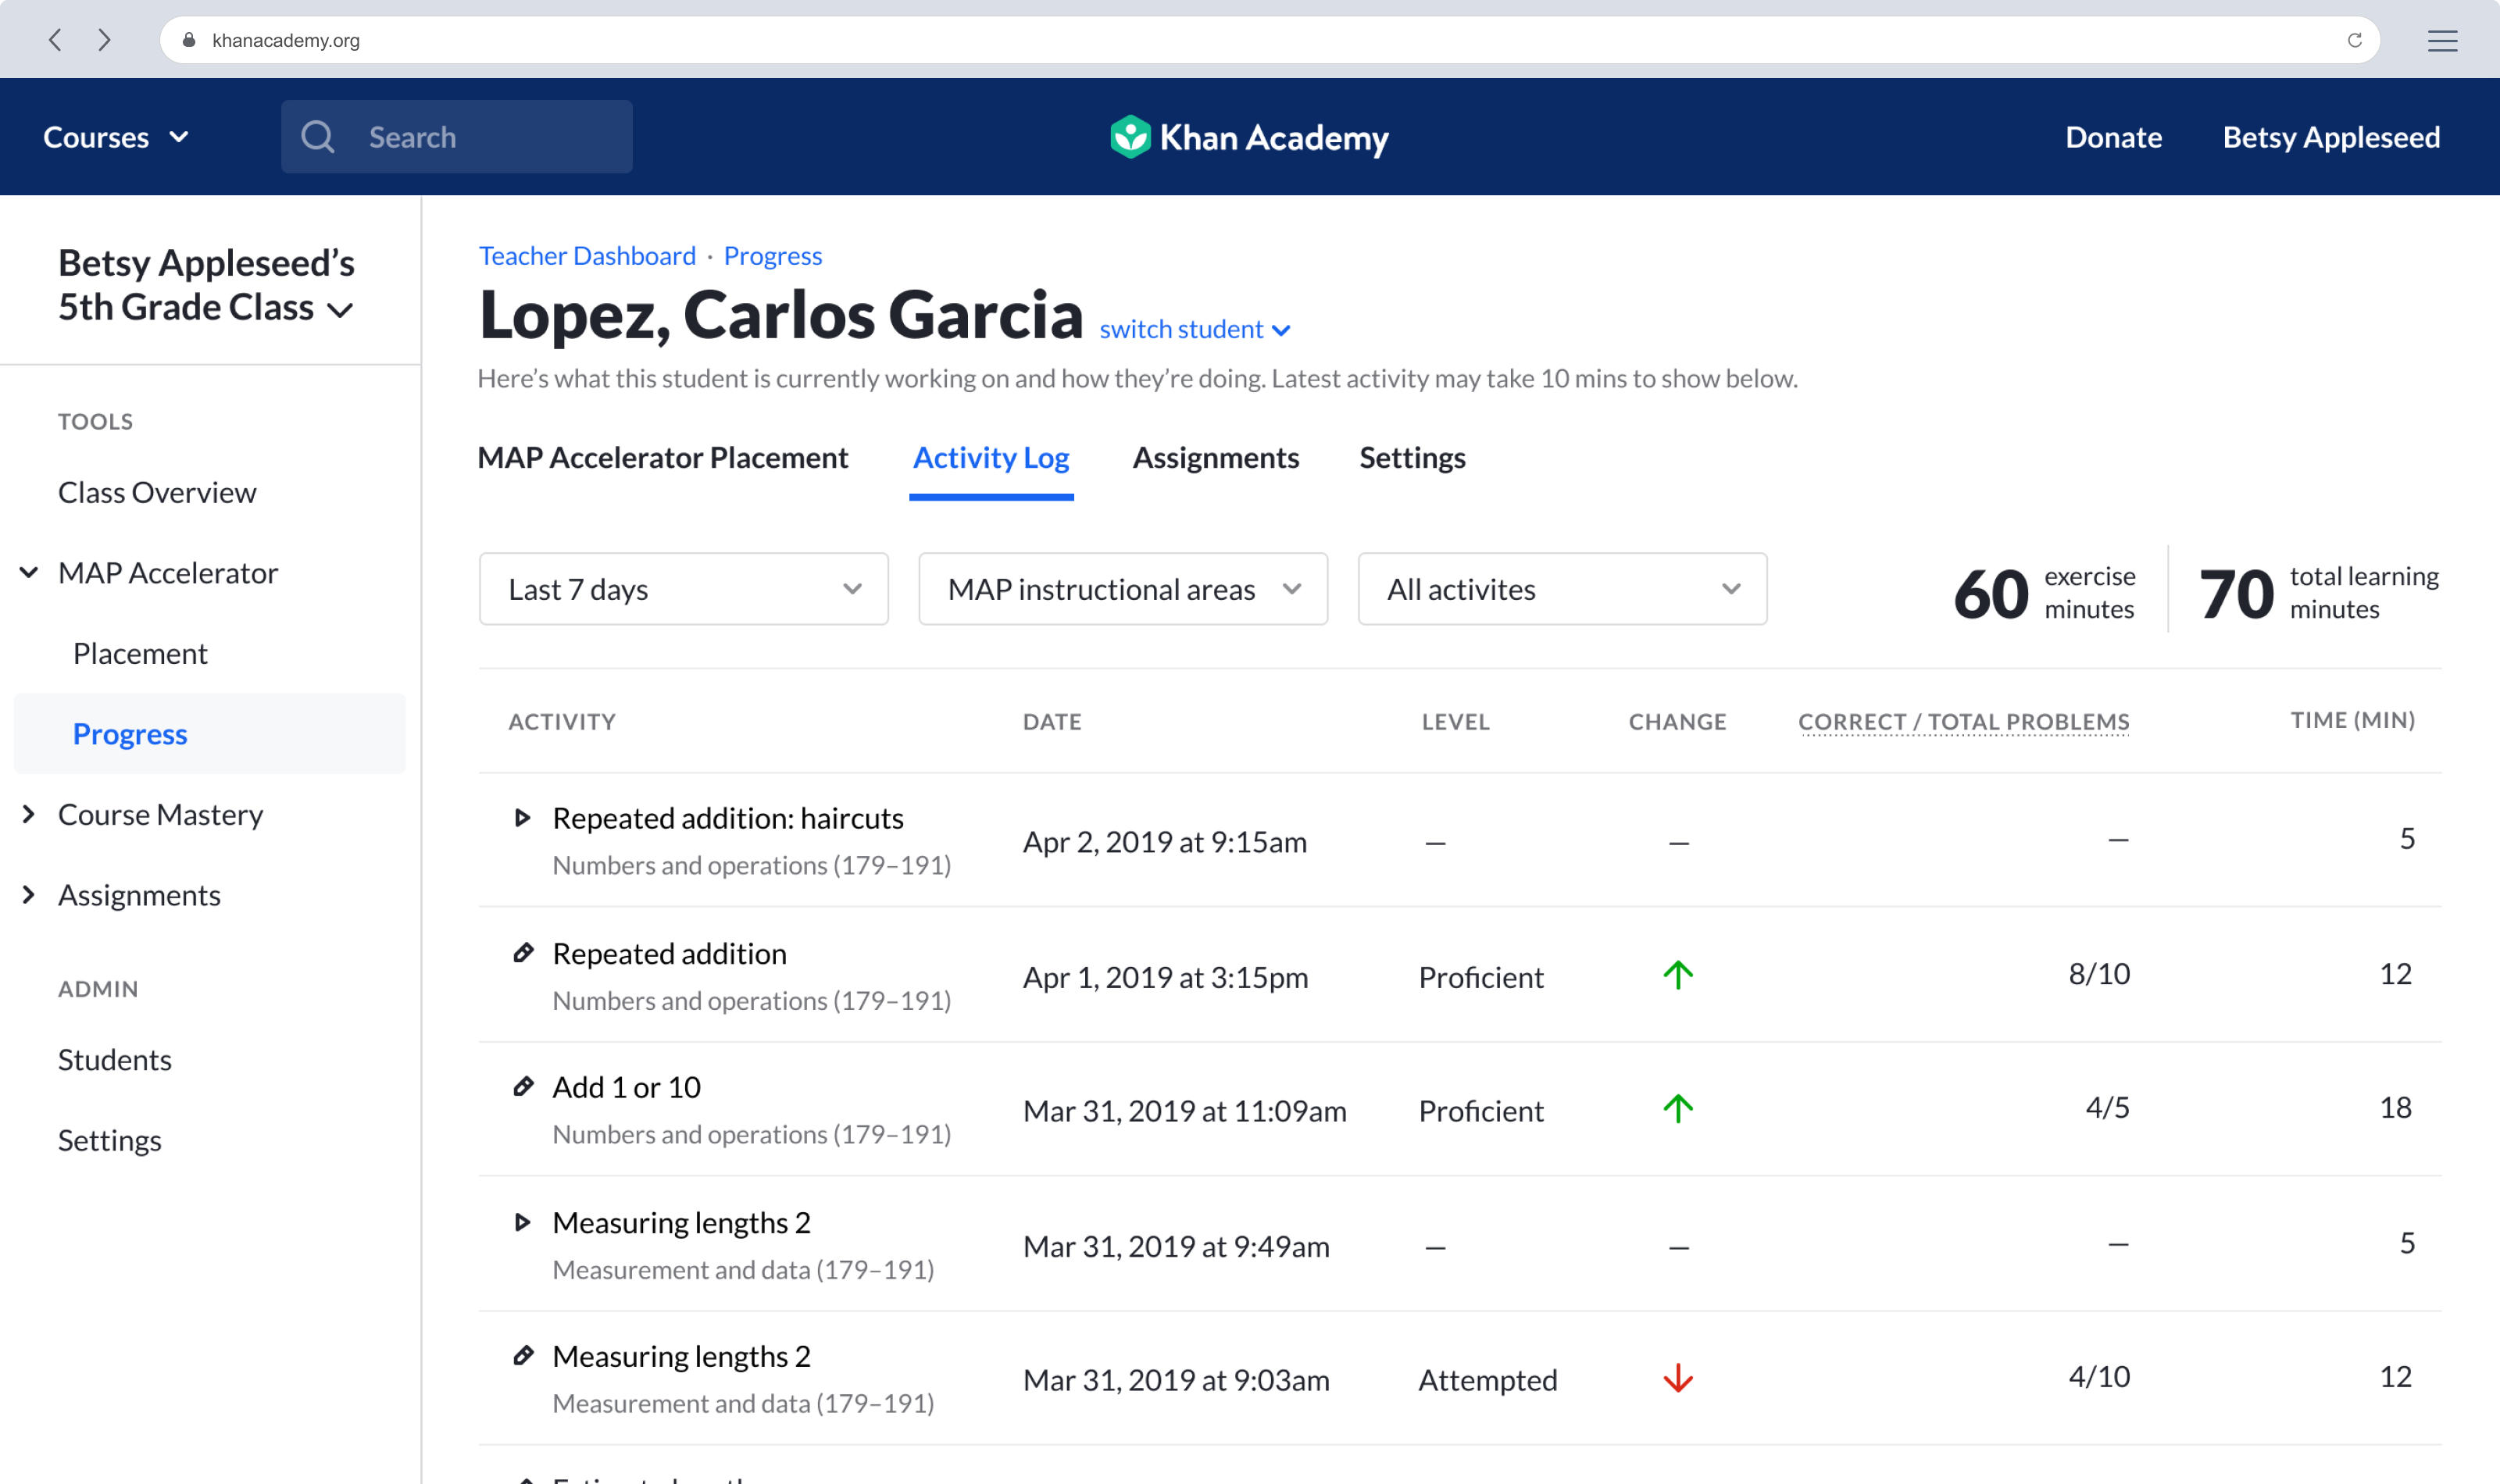 khanacademy.org
Courses
Search
Khan Academy
Donate
Betsy Appleseed
Betsy Appleseed’s
5th Grade Class
TOOLS
Class Overview
MAP Accelerator
Placement
Progress
Course Mastery
Assignments
ADMIN
Students
Settings
Teacher Dashboard · Progress
Lopez, Carlos Garcia switch student
Here’s what this student is currently working on and how they’re doing. Latest activity may take 10 mins to show below.
MAP Accelerator Placement Activity Log Assignments Settings
Last 7 days
MAP instructional areas
All activites
60 exercise minutes
70 total learning minutes
ACTIVITY DATE LEVEL CHANGE CORRECT / TOTAL PROBLEMS TIME (MIN)
Repeated addition: haircuts
Numbers and operations (179–191)
Apr 2, 2019 at 9:15am — — — 5
Repeated addition
Numbers and operations (179–191)
Apr 1, 2019 at 3:15pm Proficient 8/10 12
Add 1 or 10
Numbers and operations (179–191)
Mar 31, 2019 at 11:09am Proficient 4/5 18
Measuring lengths 2
Measurement and data (179–191)
Mar 31, 2019 at 9:49am — — — 5
Measuring lengths 2
Measurement and data (179–191)
Mar 31, 2019 at 9:03am Attempted 4/10 12